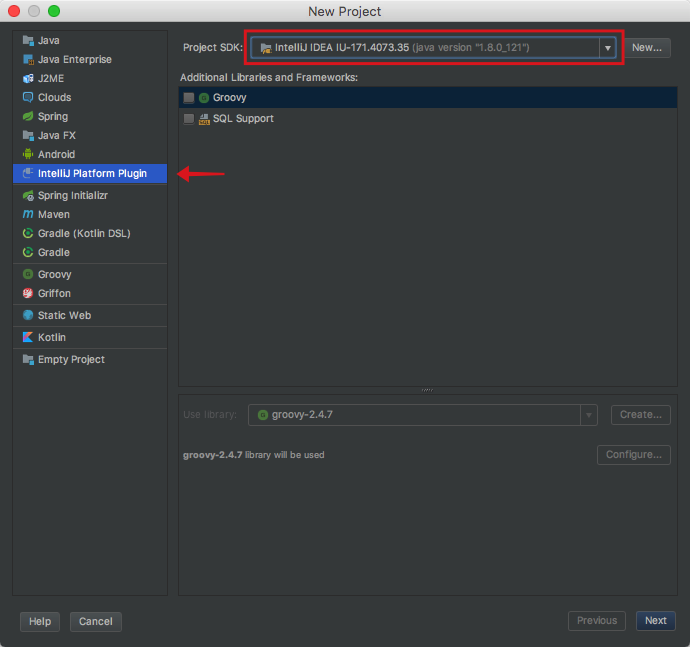 New Project
Java
Java Enterprise
J2ME
Clouds
Spring
Java FX
Android
IntelliJ Platform Plugin
Spring Initializr
Maven
Gradle (Kotlin DSL)
Gradle
Groovy
Griffon
Static Web
Kotlin
Empty Project
Project SDK: IntelliJ IDEA IU-171.4073.35 (java version "1.8.0_121") New...
Additional Libraries and Frameworks:
Groovy
SQL Support
Use library: groovy-2.4.7 Create...
groovy-2.4.7 library will be used Configure...
Help Cancel Previous Next